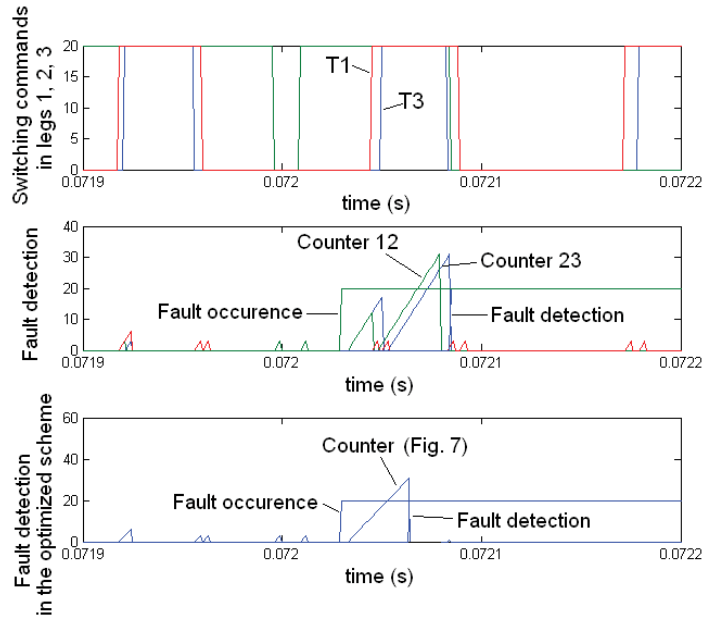 Switching commands
in legs 1, 2, 3
20
15
10
5
0
T1
T3
0.0719
0.072
0.0721
0.0722
time (s)
Fault detection
40
30
20
10
0
Counter 12
Counter 23
Fault occurence
Fault detection
0.0719
0.072
0.0721
0.0722
time (s)
Fault detection
in the optimized scheme
60
40
20
0
Counter (Fig. 7)
Fault occurence
Fault detection
0.0719
0.072
0.0721
0.0722
time (s)